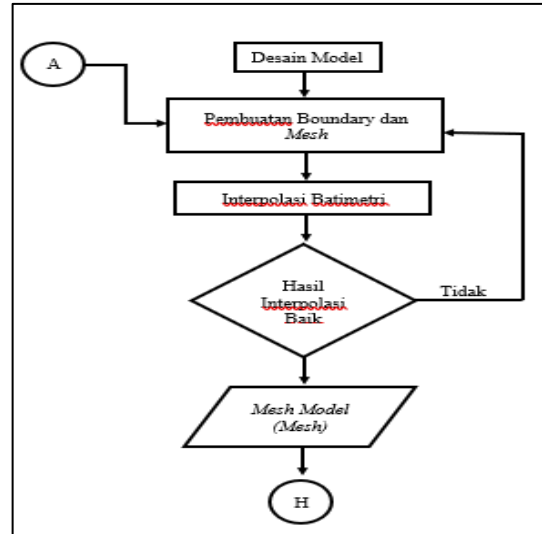 A
Desain Model
Pembuatan Boundary dan
Mesh
Interpolasi Batimetri
Hasil
Interpolasi
Baik
Tidak
Mesh Model
(Mesh)
H